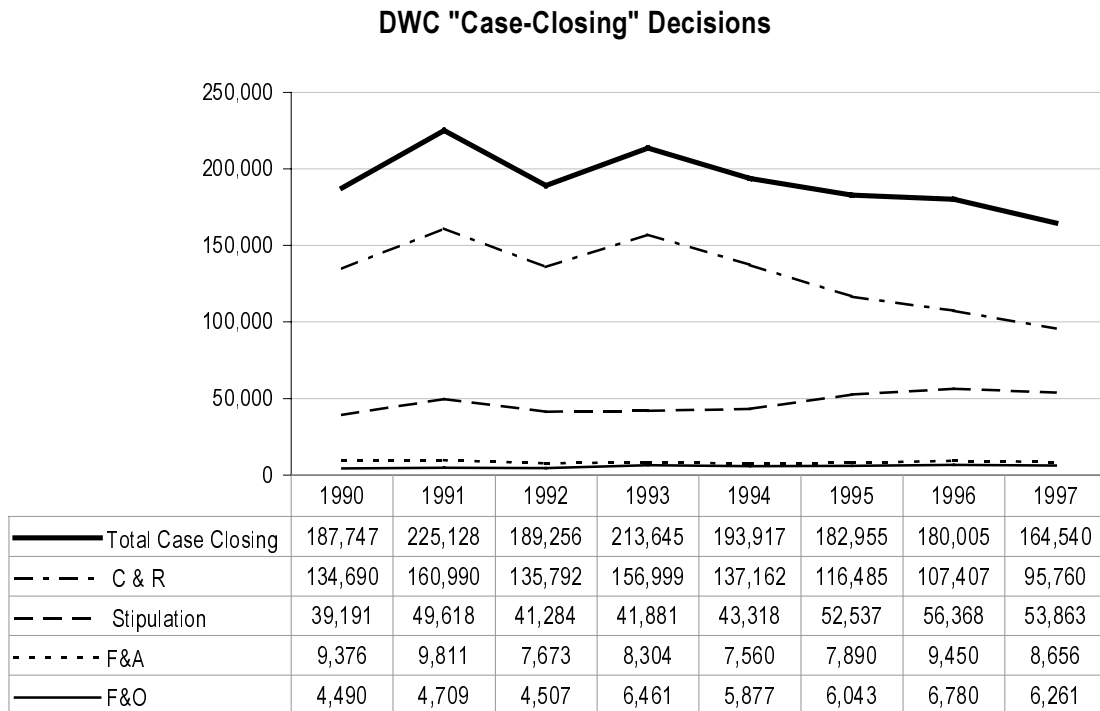 DWC "Case-Closing" Decisions
250,000
200,000
150,000
100,000
50,000
0
1990 1991 1992 1993 1994 1995 1996 1997
Total Case Closing 187,747 225,128 189,256 213,645 193,917 182,955 180,005 164,540
C & R 134,690 160,990 135,792 156,999 137,162 116,485 107,407 95,760
Stipulation 39,191 49,618 41,284 41,881 43,318 52,537 56,368 53,863
F&A 9,376 9,811 7,673 8,304 7,560 7,890 9,450 8,656
F&O 4,490 4,709 4,507 6,461 5,877 6,043 6,780 6,261